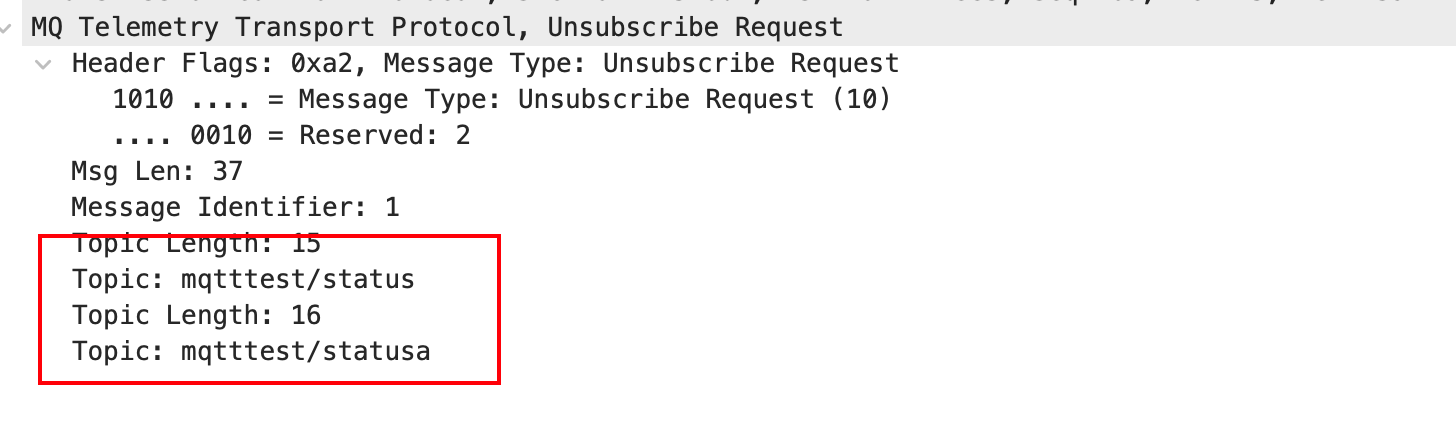 MQ Telemetry Transport Protocol, Unsubscribe Request
Header Flags: 0xa2, Message Type: Unsubscribe Request
1010 .... = Message Type: Unsubscribe Request (10)
.... 0010 = Reserved: 2
Msg Len: 37
Message Identifier: 1
Topic Length: 15
Topic: mqtttest/status
Topic Length: 16
Topic: mqtttest/statusa